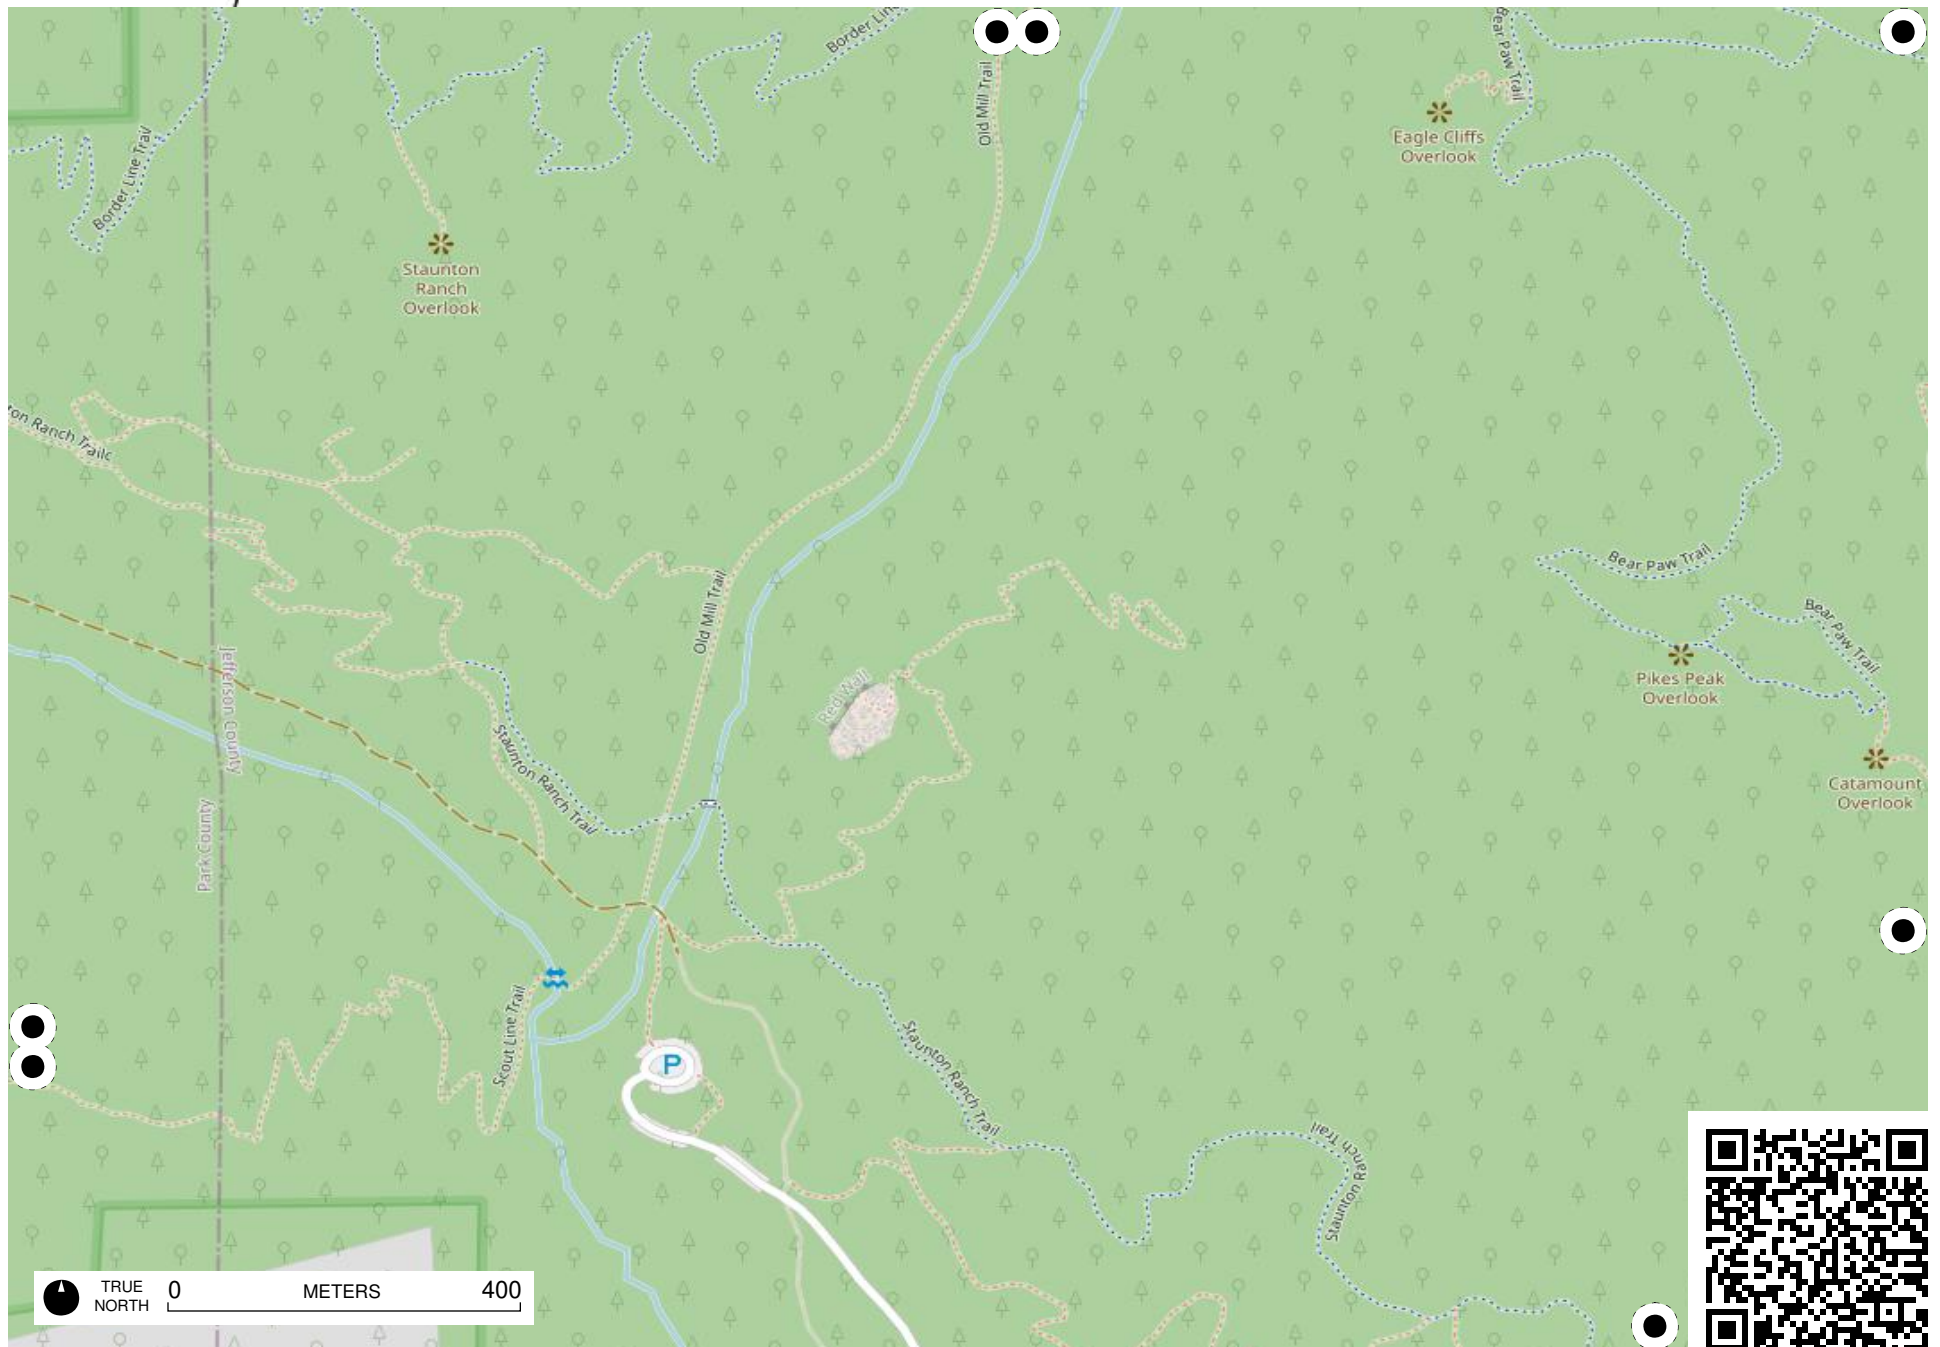 Border Line Trail
Bear Paw Trail
Old Mill Trail
Eagle Cliffs
Overlook
Border Line Trail
Staunton
Ranch
Overlook
ton Ranch Trailc
Bear Paw Trail
Old Mill Trail
Bear Paw Trail
Jefferson County
Red Wall
Pikes Peak
Overlook
Staunton Ranch Trail
Catamount
Overlook
Park County
Scout Line Trail
P
Staunton Ranch Trail
Staunton Ranch Trail
TRUE
NORTH
0 METERS 400